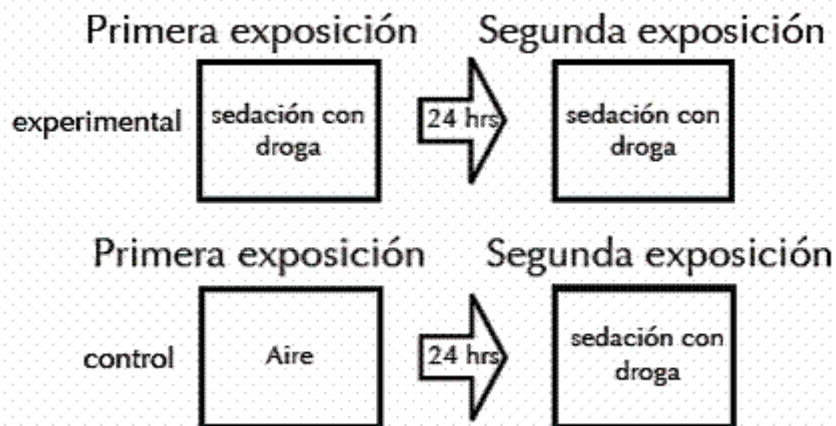 Primera exposición Segunda exposición
experimental
sedación con
droga
24 hrs
sedación con
droga
Primera exposición Segunda exposición
control
Aire
24 hrs
sedación con
droga